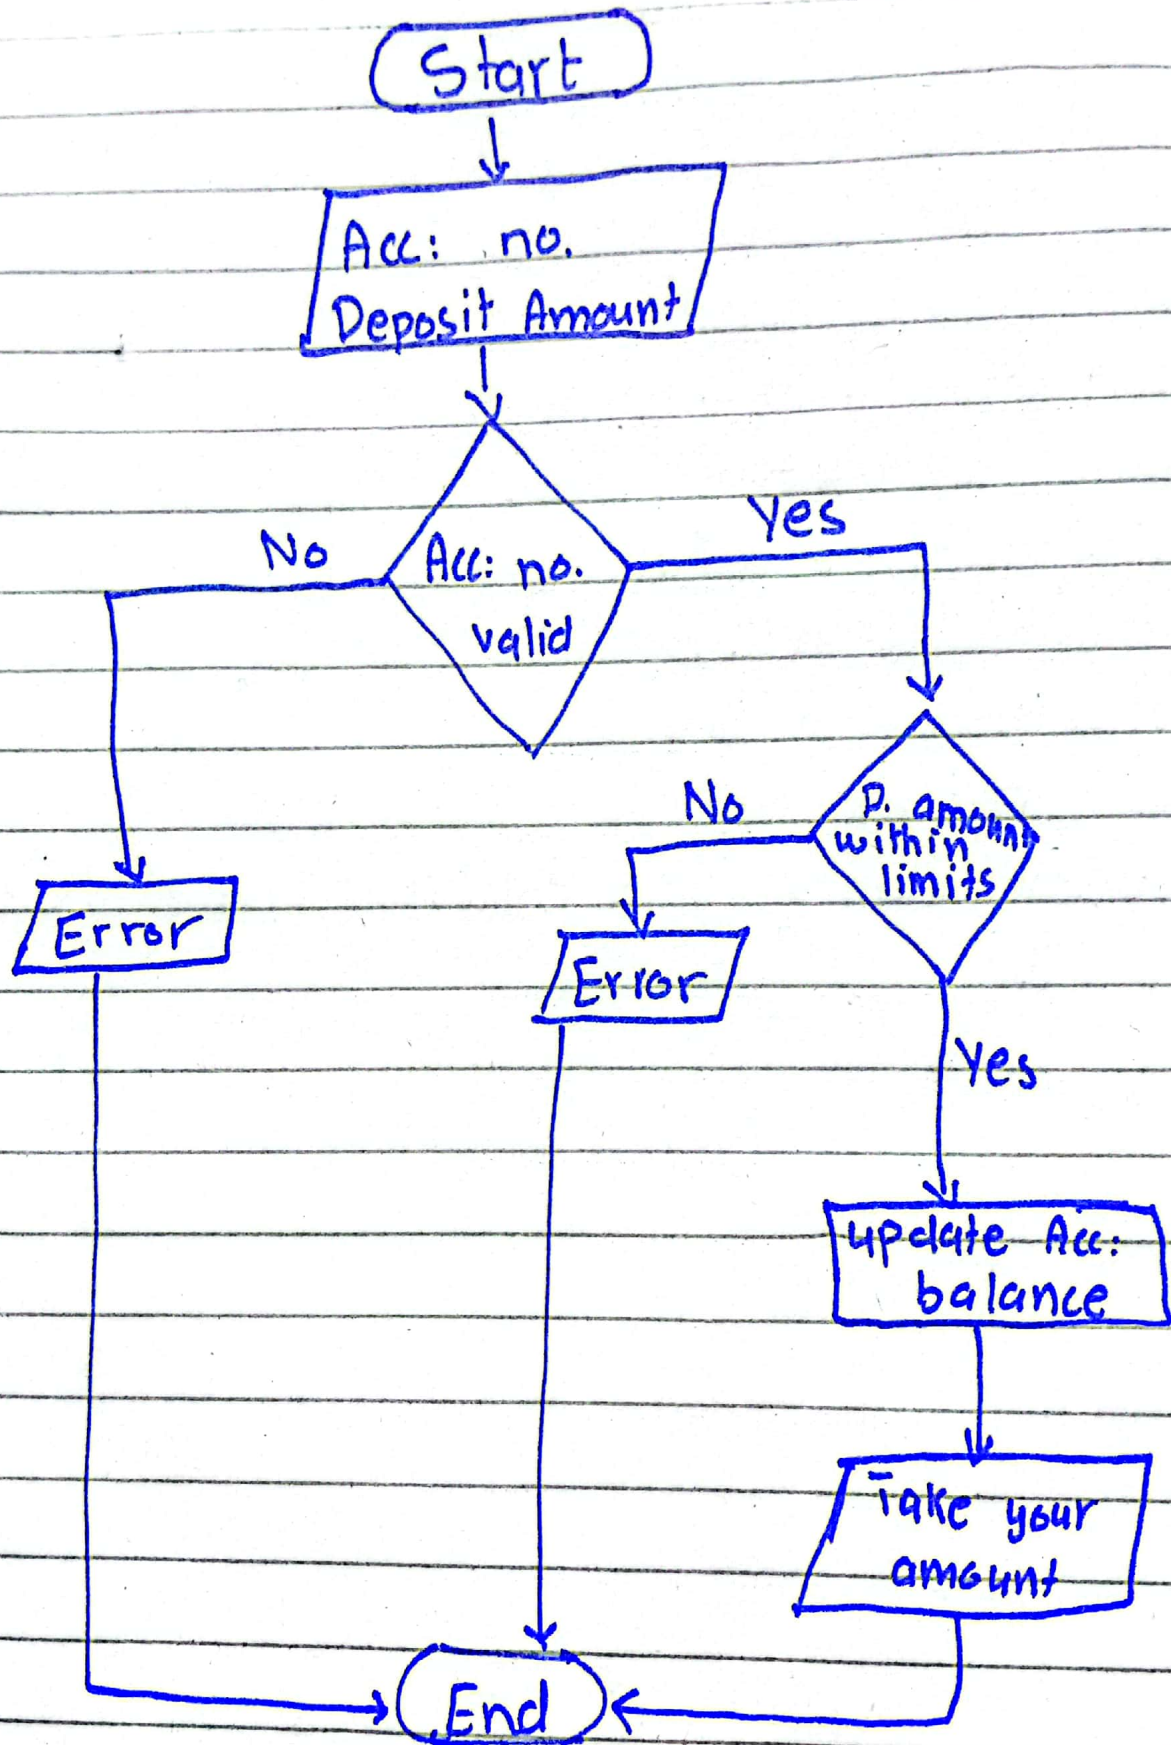 Start
Acc: no.
Deposit Amount
Acc: no.
valid
No
Yes
D. amount
within
limits
No
Yes
Error
Error
update Acc:
balance
Take your
amount
End